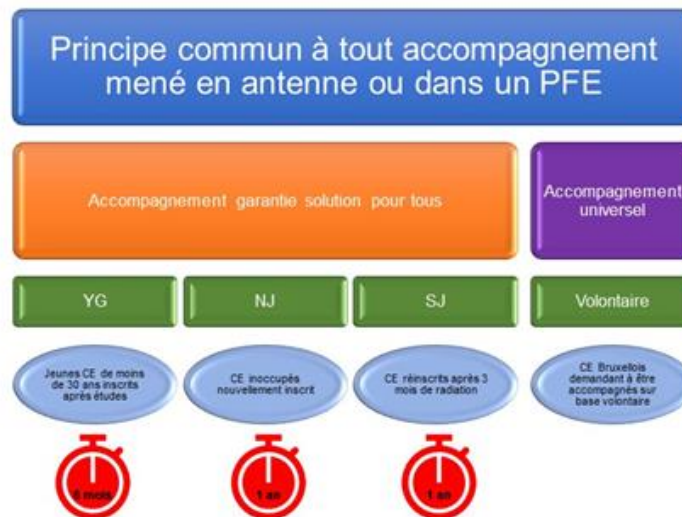 Principe commun à tout accompagnement
mené en antenne ou dans un PFE
Accompagnement garantie solution pour tous
Accompagnement
universel
YG
NJ
SJ
Volontaire
Jeunes CE de moins
de 30 ans inscrits
après études
CE inoccupés
nouvellement inscrit
CE réinscrits après 3
mois de radiation
CE Bruxellois
demandant à être
accompagnés sur
base volontaire
6 mois
1 an
1 an